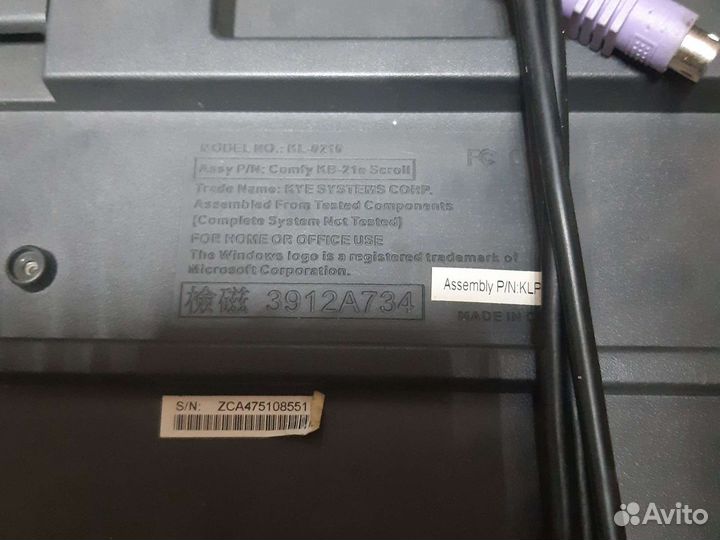 MODEL NO.: KL-0210
Assy P/N: Comfy KB-21e Scroll
Trade Name: KYE SYSTEMS CORP.
Assembled From Tested Components
(Complete System Not Tested)
FOR HOME OR OFFICE USE
The Windows logo is a registered trademark of
Microsoft Corporation.
檢磁 3912A734
FC
Assembly P/N:KLP
MADE IN C
S/N: ZCA475108551
Avito